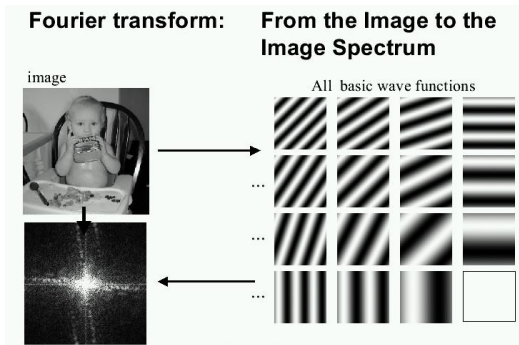 Fourier transform:
From the Image to the
Image Spectrum
image
All basic wave functions
...
...
...